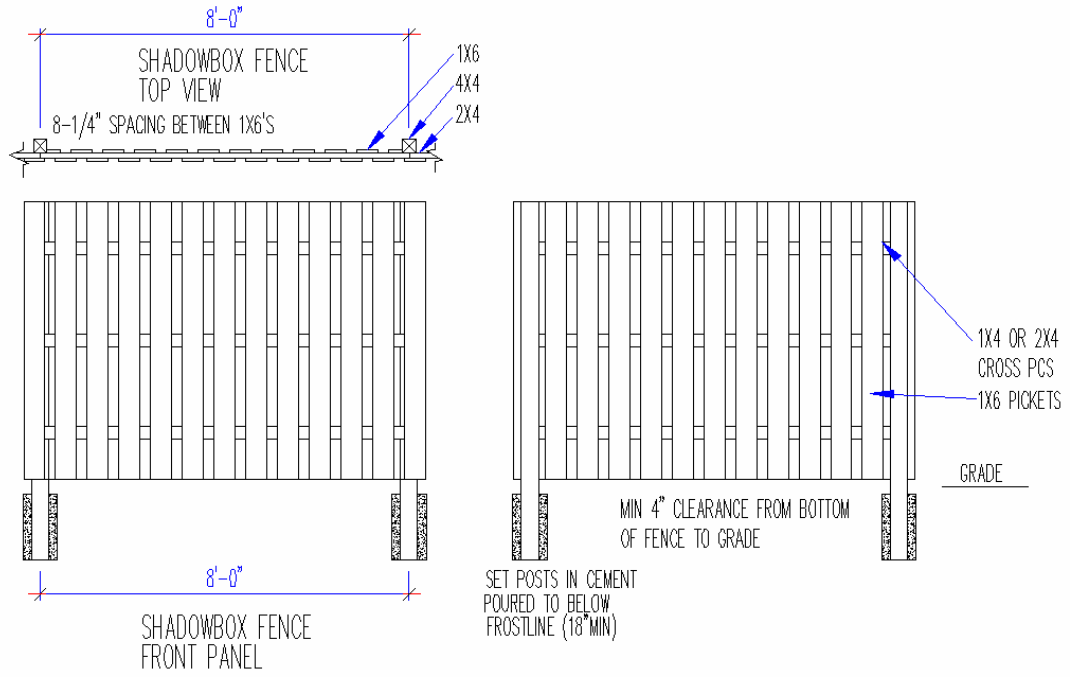 8'-0"
SHADOWBOX FENCE
TOP VIEW
8-1/4" SPACING BETWEEN 1X6'S
1X6
4X4
2X4
1X4 OR 2X4
CROSS PCS
1X6 PICKETS
GRADE
MIN 4" CLEARANCE FROM BOTTOM
OF FENCE TO GRADE
SET POSTS IN CEMENT
POURED TO BELOW
FROSTLINE (18"MIN)
8'-0"
SHADOWBOX FENCE
FRONT PANEL